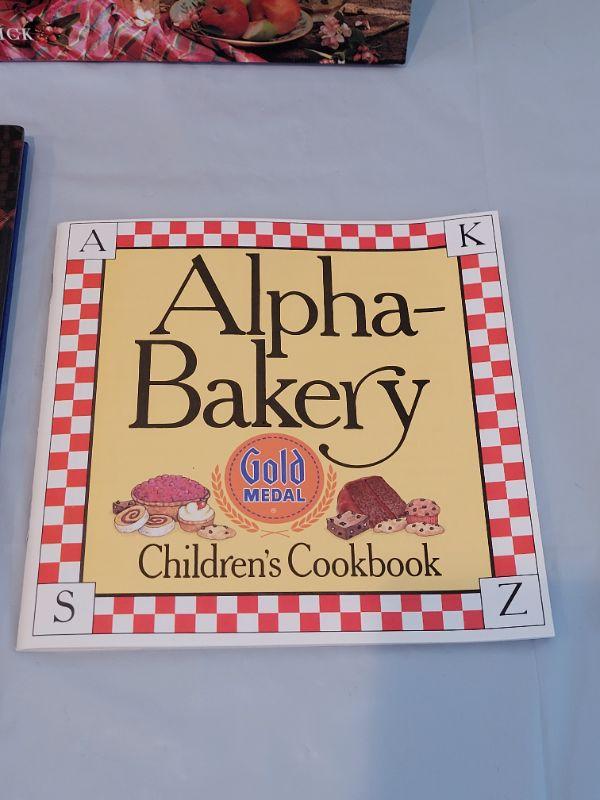 A
K
Alpha-
Bakery
Gold
MEDAL
®
Children's Cookbook
S
Z